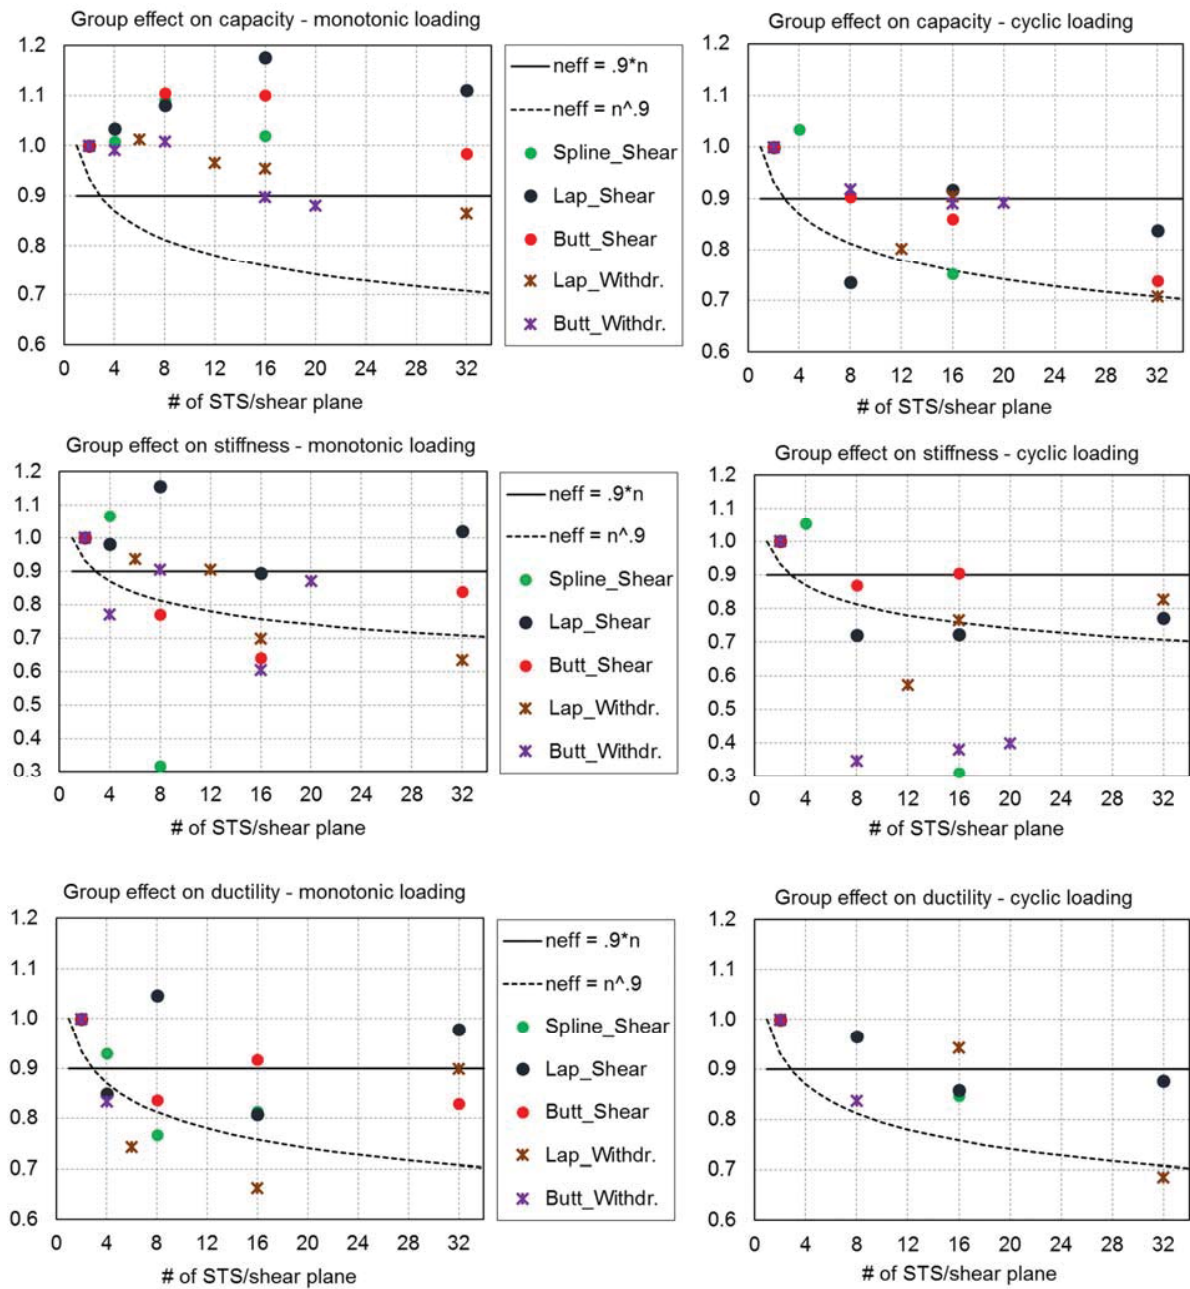 Group effect on capacity - monotonic loading
1.2
1.1
1.0
0.9
0.8
0.7
0.6
0 4 8 12 16 20 24 28 32
# of STS/shear plane
neff = .9*n
neff = n^.9
Spline_Shear
Lap_Shear
Butt_Shear
Lap_Withdr.
Butt_Withdr.
Group effect on capacity - cyclic loading
1.2
1.1
1.0
0.9
0.8
0.7
0.6
0 4 8 12 16 20 24 28 32
# of STS/shear plane
Group effect on stiffness - monotonic loading
1.2
1.1
1.0
0.9
0.8
0.7
0.6
0.5
0.4
0.3
0 4 8 12 16 20 24 28 32
# of STS/shear plane
neff = .9*n
neff = n^.9
Spline_Shear
Lap_Shear
Butt_Shear
Lap_Withdr.
Butt_Withdr.
Group effect on stiffness - cyclic loading
1.2
1.1
1.0
0.9
0.8
0.7
0.6
0.5
0.4
0.3
0 4 8 12 16 20 24 28 32
# of STS/shear plane
Group effect on ductility - monotonic loading
1.2
1.1
1.0
0.9
0.8
0.7
0.6
0 4 8 12 16 20 24 28 32
# of STS/shear plane
neff = .9*n
neff = n^.9
Spline_Shear
Lap_Shear
Butt_Shear
Lap_Withdr.
Butt_Withdr.
Group effect on ductility - cyclic loading
1.2
1.1
1.0
0.9
0.8
0.7
0.6
0 4 8 12 16 20 24 28 32
# of STS/shear plane